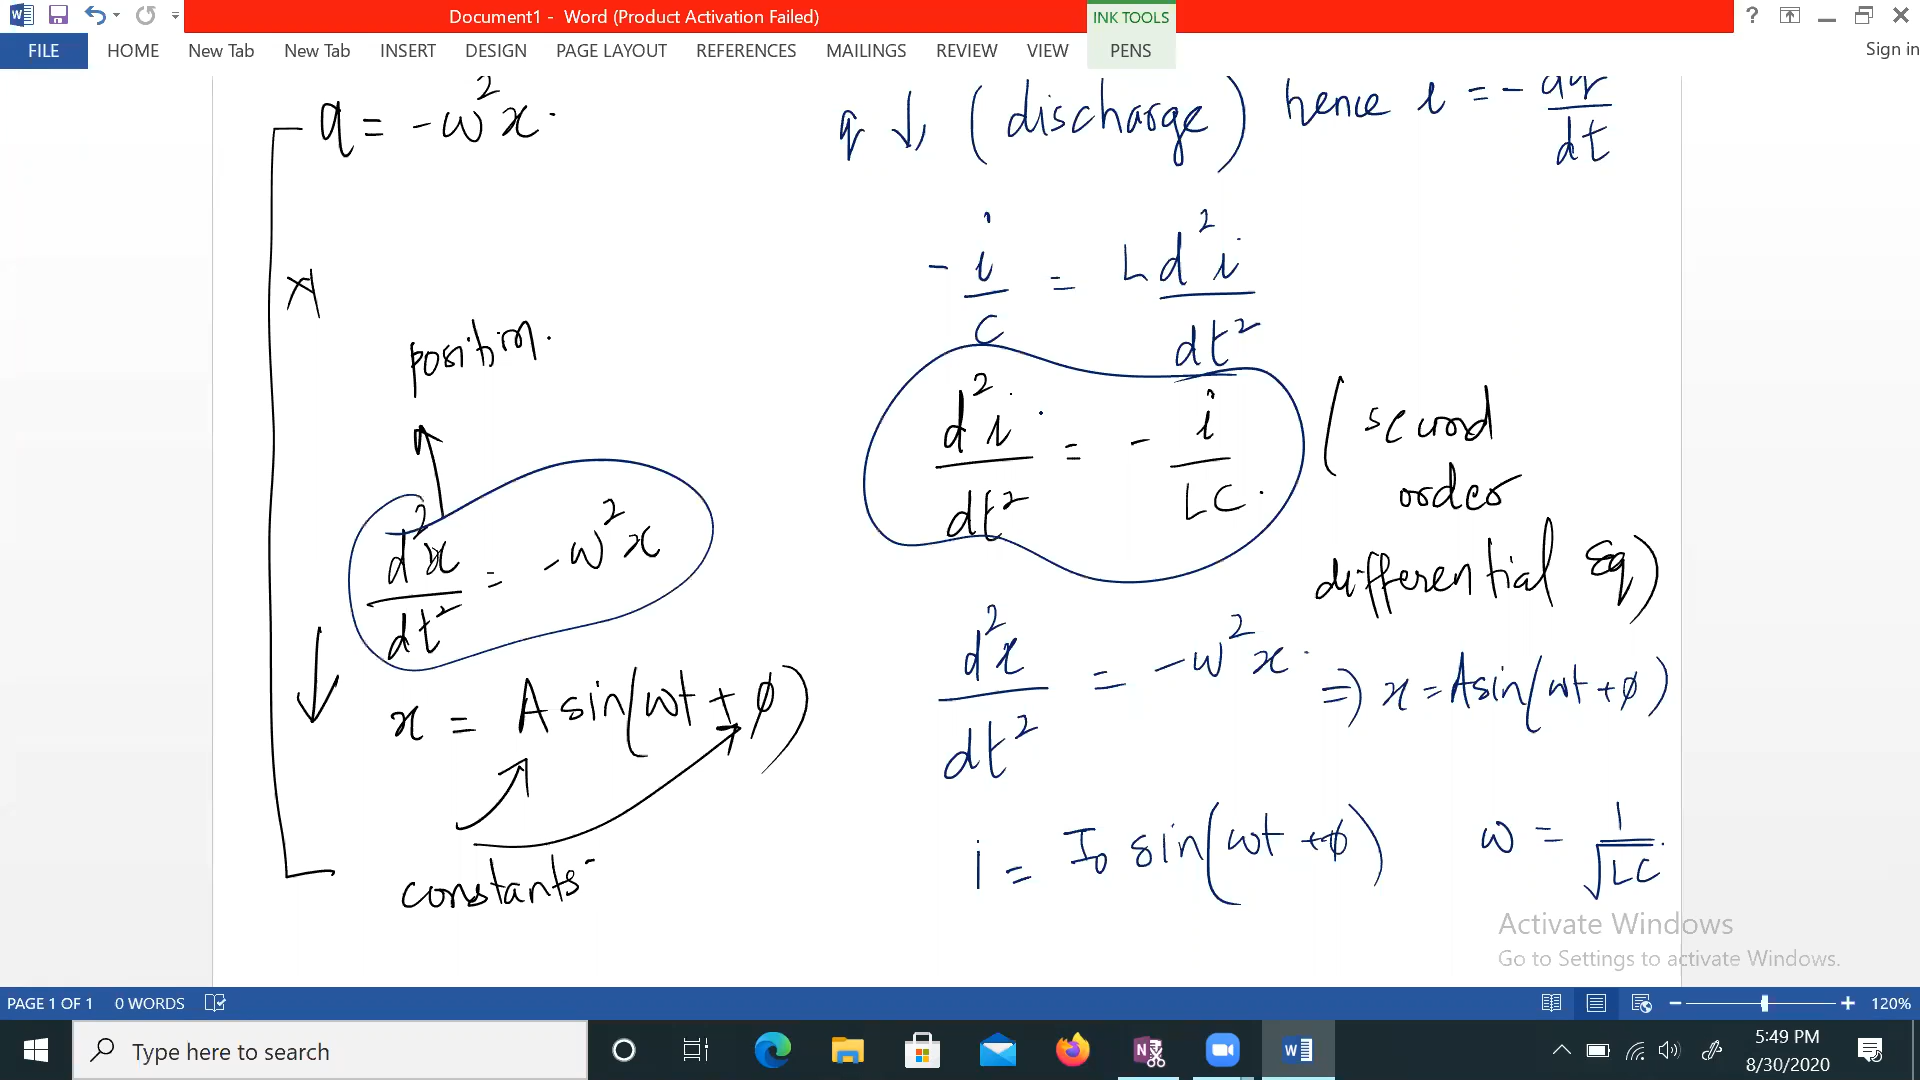 Document1 - Word (Product Activation Failed)
INK TOOLS
?
FILE HOME New Tab New Tab INSERT DESIGN PAGE LAYOUT REFERENCES MAILINGS REVIEW VIEW PENS
Sign in
a = -ω²x.
position.
d²x/dt² = -ω²x
x = A sin(ωt ± ϕ)
constants
q ↓, (discharge) hence i = - dq/dt
-i/C = L d²i/dt²
d²i/dt² = - i/LC.
(second
order
differential Eq)
d²x/dt² = -ω²x. ⇒ x = A sin(ωt + ϕ)
i = I₀ sin(ωt + ϕ) ω = 1/√LC.
Activate Windows
Go to Settings to activate Windows.
PAGE 1 OF 1 0 WORDS
120%
Type here to search
5:49 PM
8/30/2020